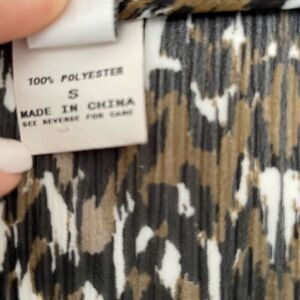 100% POLYESTER
S
MADE IN CHINA
SEE REVERSE FOR CARE